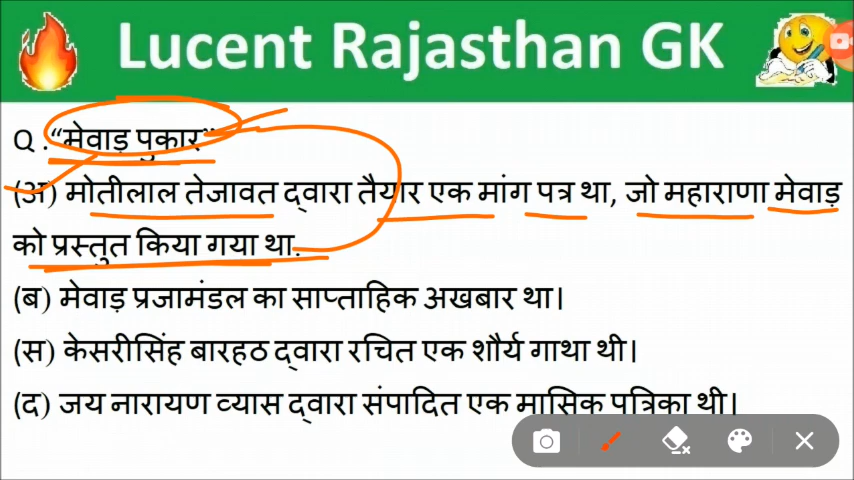 Lucent Rajasthan GK
Q . “मेवाड़ पुकार”
(अ) मोतीलाल तेजावत द्वारा तैयार एक मांग पत्र था, जो महाराणा मेवाड़
को प्रस्तुत किया गया था.
(ब) मेवाड़ प्रजामंडल का साप्ताहिक अखबार था।
(स) केसरीसिंह बारहठ द्वारा रचित एक शौर्य गाथा थी।
(द) जय नारायण व्यास द्वारा संपादित एक मासिक पत्रिका थी।